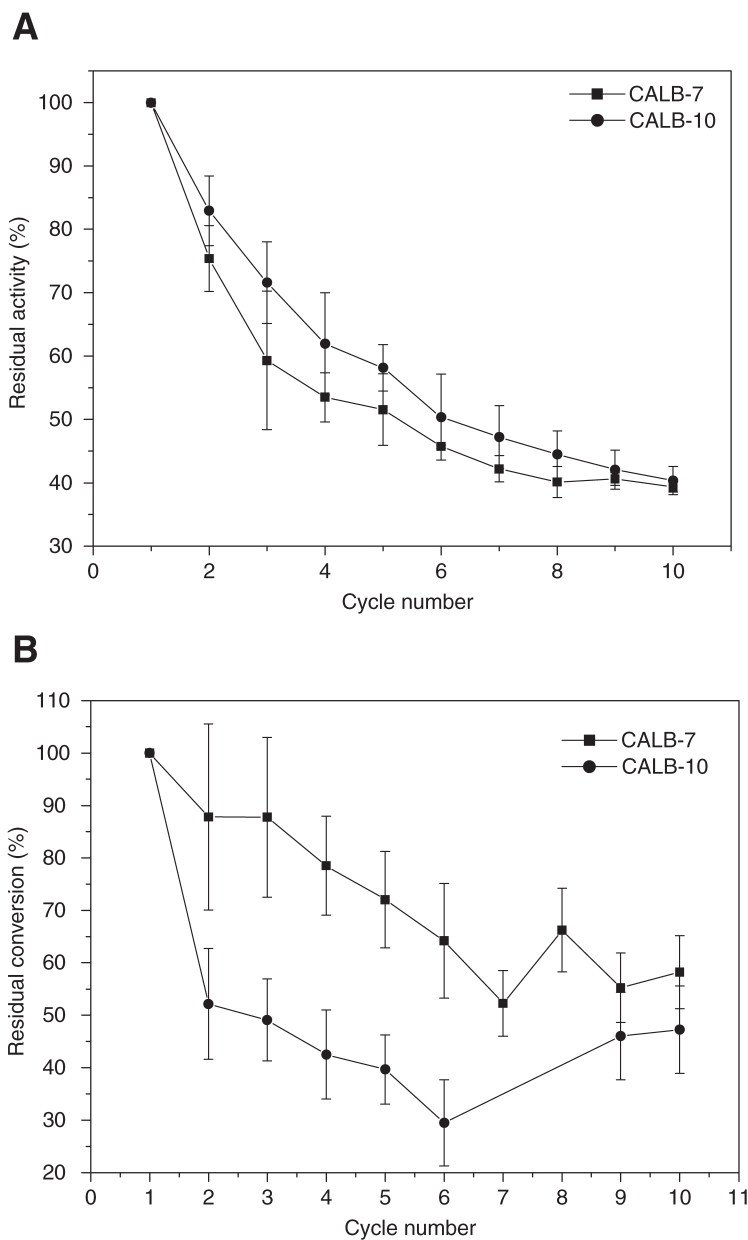 A
CALB-7
CALB-10
100
90
80
70
60
50
40
30
Residual activity (%)
0 2 4 6 8 10
Cycle number
B
CALB-7
CALB-10
110
100
90
80
70
60
50
40
30
20
Residual conversion (%)
0 1 2 3 4 5 6 7 8 9 10 11
Cycle number